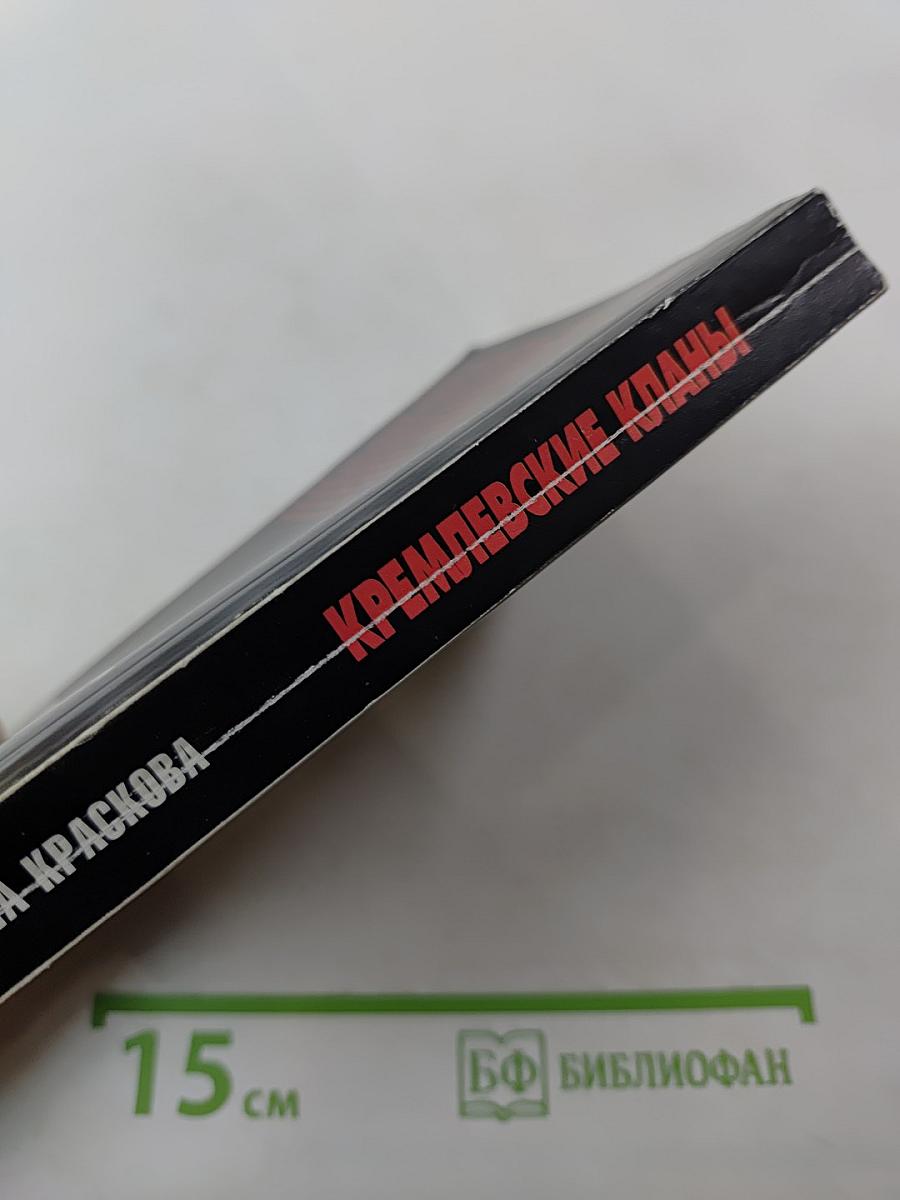 КРАСКОВА КРЕМЛЕВСКИЕ КЛАНЫ
15 см
БФ БИБЛИОФАН